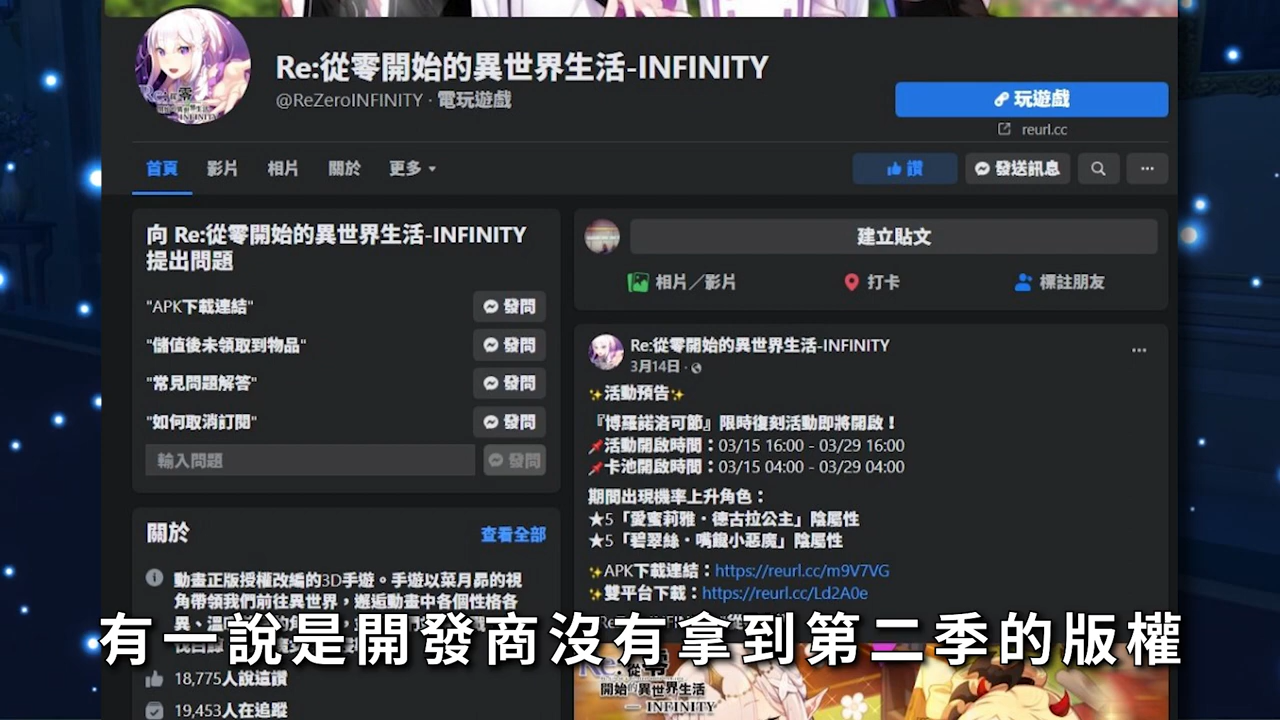 Re:從零開始的異世界生活-INFINITY
@ReZeroINFINITY · 電玩遊戲
玩遊戲
reurl.cc
首頁 影片 相片 關於 更多
讚 發送訊息
向 Re:從零開始的異世界生活-INFINITY
提出問題
"APK下載連結" 發問
"儲值後未領取到物品" 發問
"常見問題解答" 發問
"如何取消訂閱" 發問
輸入問題 發問
關於 查看全部
動畫正版授權改編的3D手遊。手遊以菜月昴的視
角帶領我們前往異世界，邂逅動畫中各個性格各
18,775人說這讚
19,453人在追蹤
建立貼文
相片／影片 打卡 標註朋友
Re:從零開始的異世界生活-INFINITY
3月14日 ·
✨活動預告✨
『博羅諾洛可節』限時復刻活動即將開啟！
📌活動開啟時間：03/15 16:00 - 03/29 16:00
📌卡池開啟時間：03/15 04:00 - 03/29 04:00
期間出現機率上升角色：
★5「愛蜜莉雅・德古拉公主」陰屬性
★5「碧翠絲・嘴饞小惡魔」陰屬性
✨APK下載連結：https://reurl.cc/m9V7VG
✨雙平台下載：https://reurl.cc/Ld2A0e
有一說是開發商沒有拿到第二季的版權
Re:從零
開始的異世界生活
INFINITY